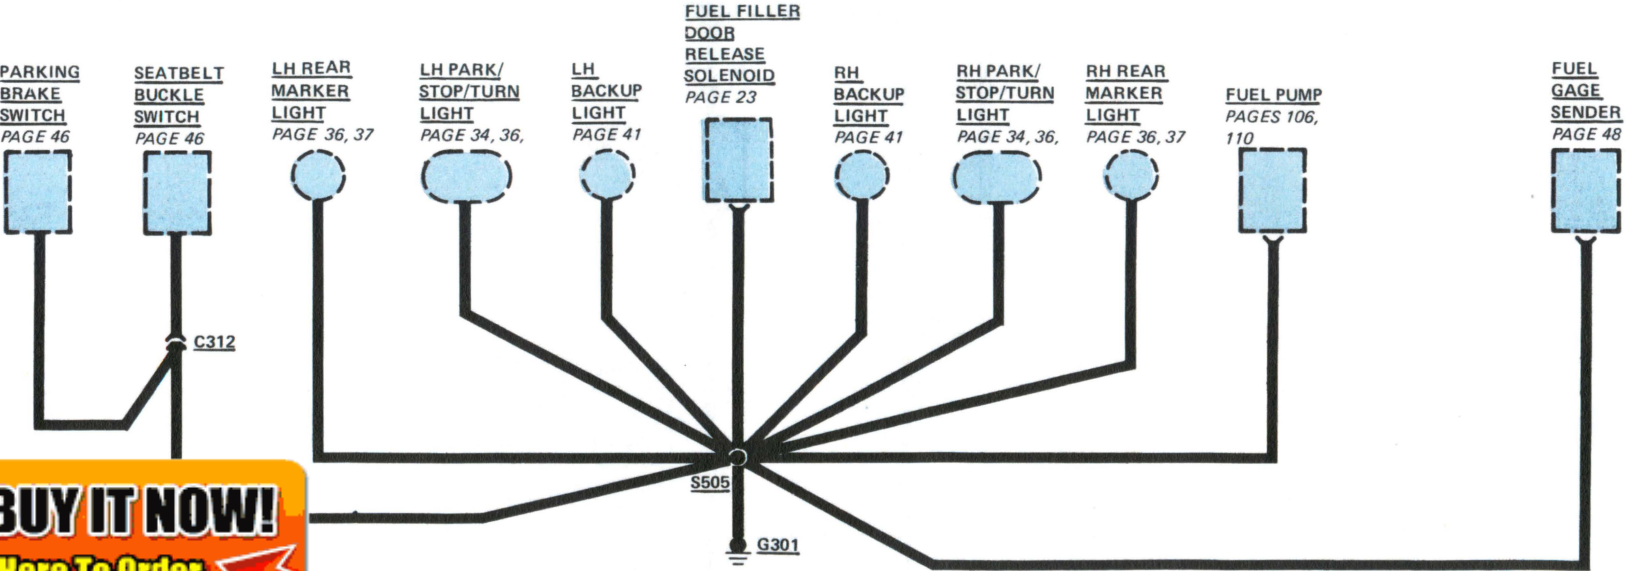 PARKING
BRAKE
SWITCH
PAGE 46
SEATBELT
BUCKLE
SWITCH
PAGE 46
LH REAR
MARKER
LIGHT
PAGE 36, 37
LH PARK/
STOP/TURN
LIGHT
PAGE 34, 36,
LH
BACKUP
LIGHT
PAGE 41
FUEL FILLER
DOOR
RELEASE
SOLENOID
PAGE 23
RH
BACKUP
LIGHT
PAGE 41
RH PARK/
STOP/TURN
LIGHT
PAGE 34, 36,
RH REAR
MARKER
LIGHT
PAGE 36, 37
FUEL PUMP
PAGES 106,
110
FUEL
GAGE
SENDER
PAGE 48
C312
S505
G301
BUY IT NOW!
Here To Order